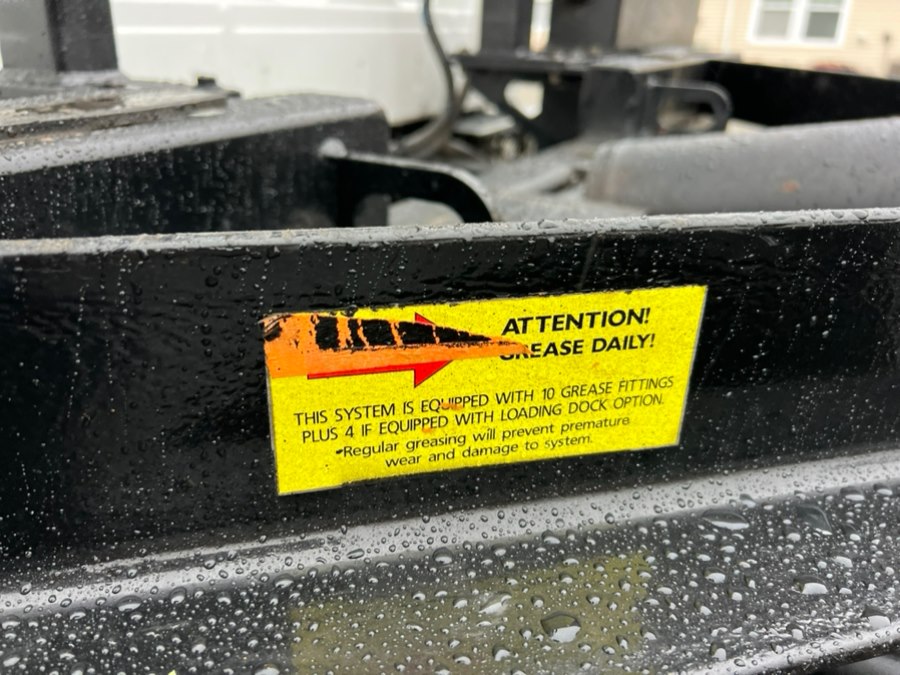 ATTENTION!
GREASE DAILY!
THIS SYSTEM IS EQUIPPED WITH 10 GREASE FITTINGS
PLUS 4 IF EQUIPPED WITH LOADING DOCK OPTION.
•Regular greasing will prevent premature
wear and damage to system.